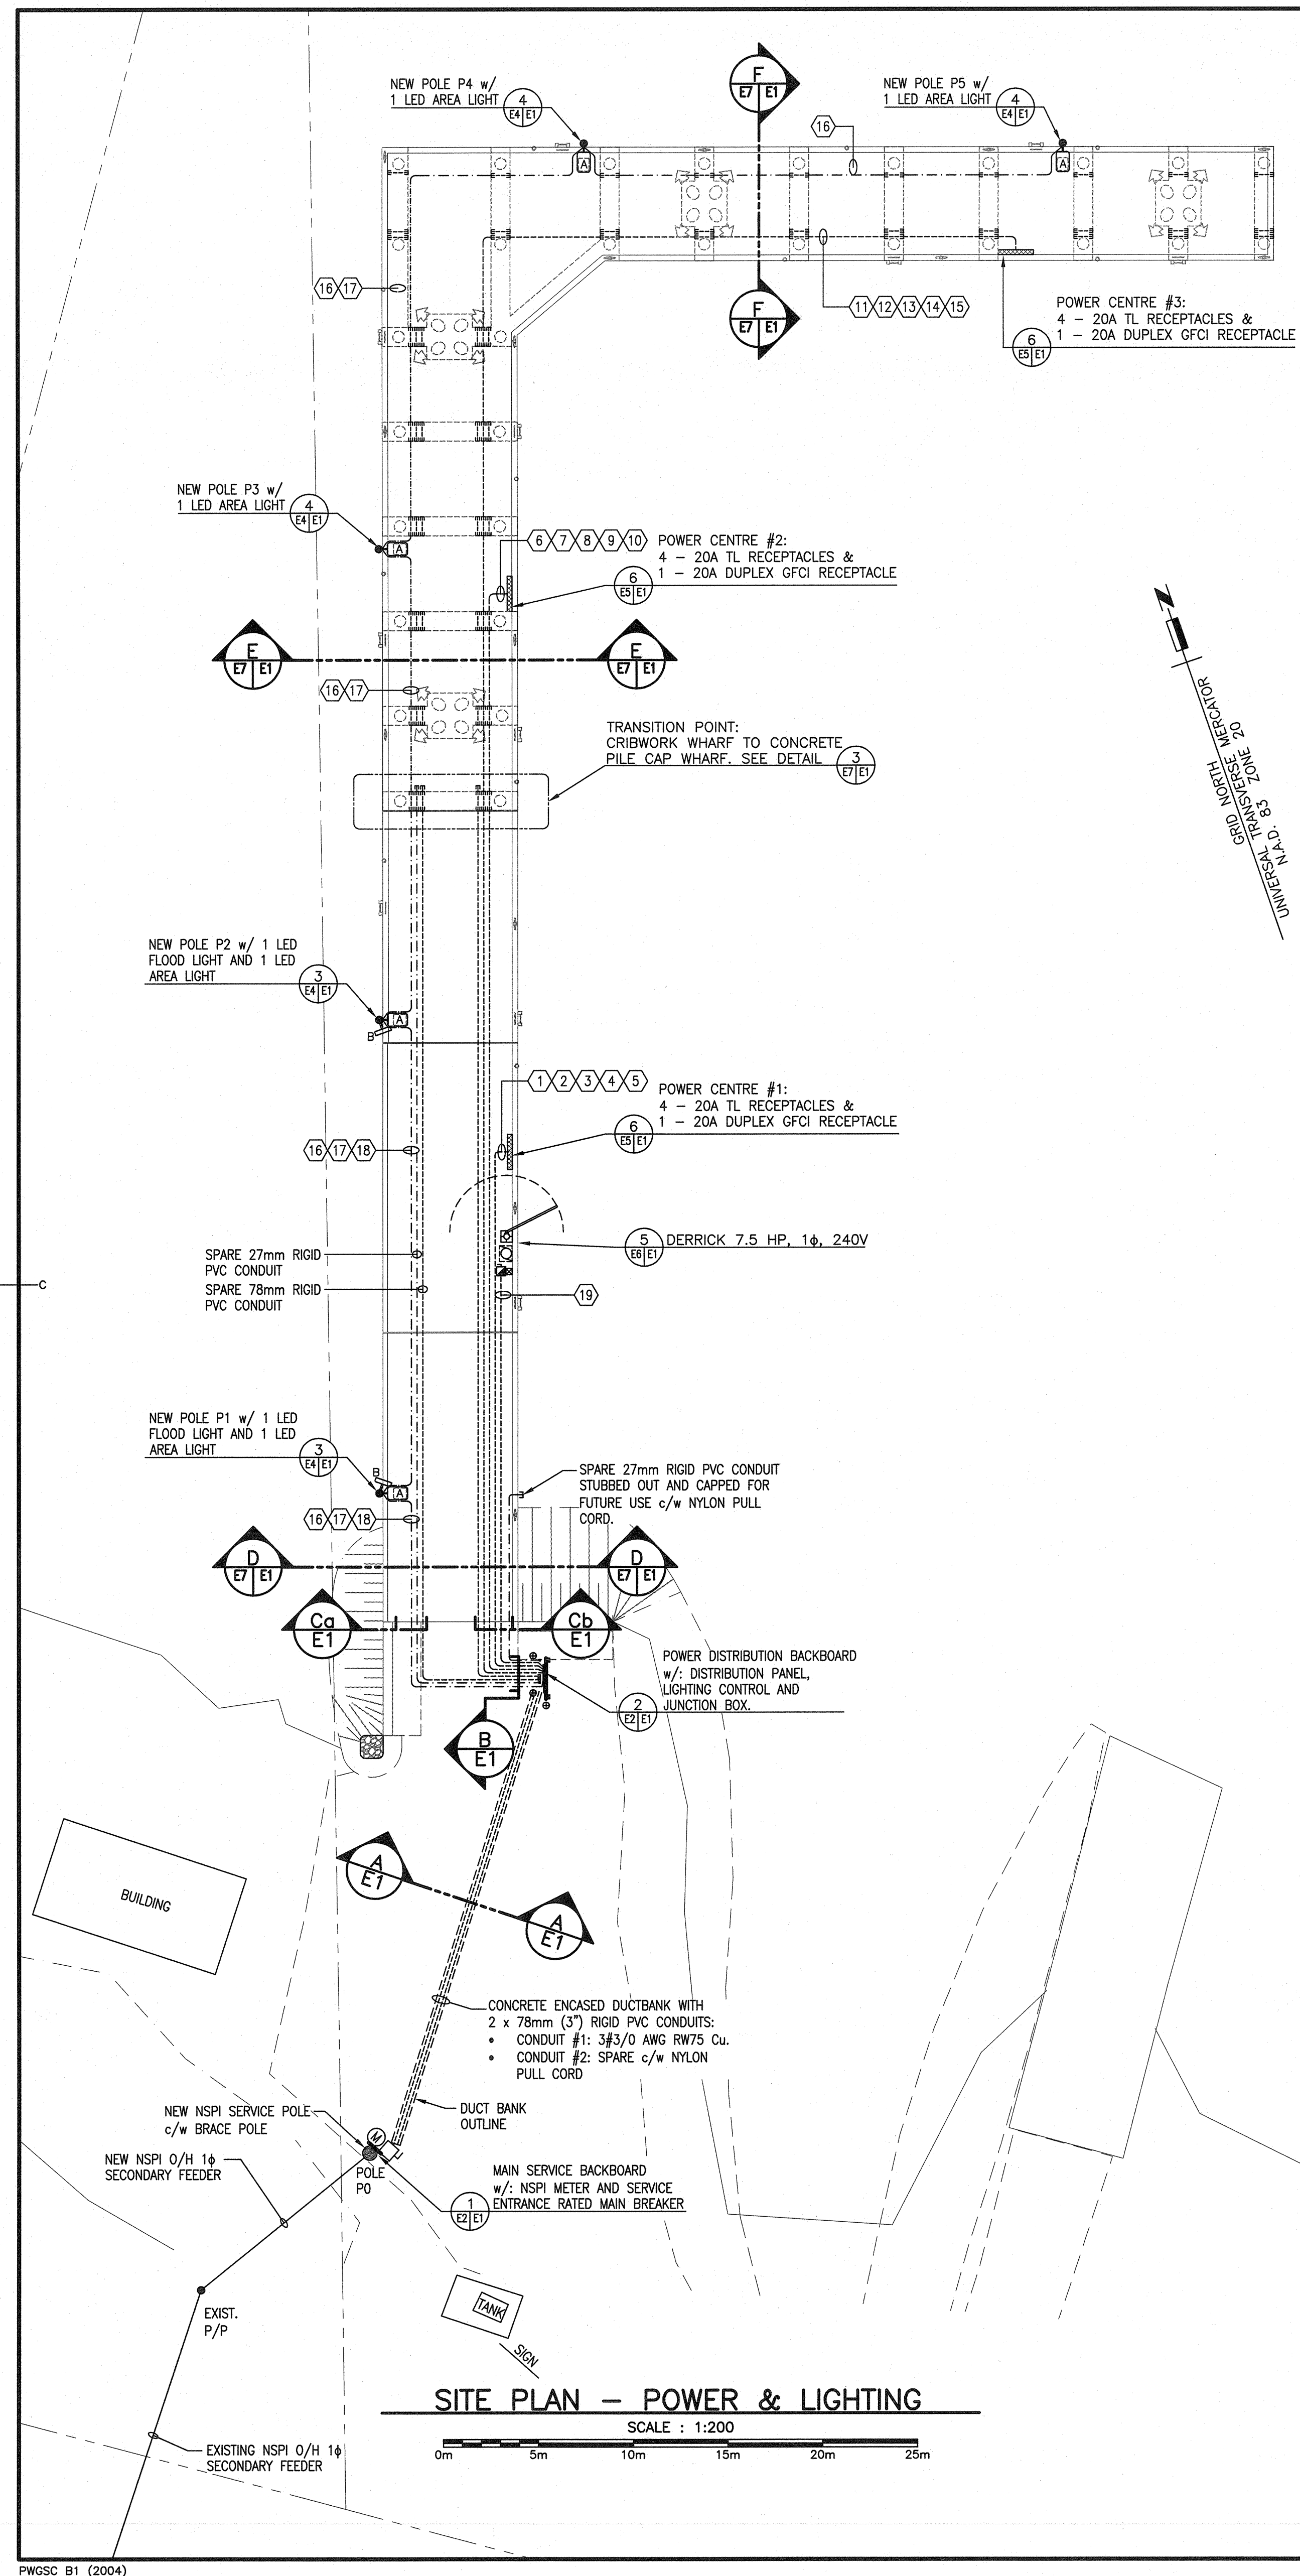 NEW POLE P4 w/
1 LED AREA LIGHT
4
E4 E1
F
E7 E1
NEW POLE P5 w/
1 LED AREA LIGHT
4
E4 E1
16
A
A
16 17
11 12 13 14 15
F
E7 E1
POWER CENTRE #3:
4 – 20A TL RECEPTACLES &
1 – 20A DUPLEX GFCI RECEPTACLE
6
E5 E1
NEW POLE P3 w/
1 LED AREA LIGHT
4
E4 E1
A
6 7 8 9 10
POWER CENTRE #2:
4 – 20A TL RECEPTACLES &
1 – 20A DUPLEX GFCI RECEPTACLE
6
E5 E1
E
E7 E1
E
E7 E1
16 17
GRID NORTH
UNIVERSAL TRANSVERSE MERCATOR
N.A.D. 83 ZONE 20
TRANSITION POINT:
CRIBWORK WHARF TO CONCRETE
PILE CAP WHARF. SEE DETAIL
3
E7 E1
NEW POLE P2 w/ 1 LED
FLOOD LIGHT AND 1 LED
AREA LIGHT
3
E4 E1
A
B
1 2 3 4 5
POWER CENTRE #1:
4 – 20A TL RECEPTACLES &
1 – 20A DUPLEX GFCI RECEPTACLE
6
E5 E1
16 17 18
5
E6 E1
DERRICK 7.5 HP, 1ϕ, 240V
SPARE 27mm RIGID
PVC CONDUIT
SPARE 78mm RIGID
PVC CONDUIT
C
19
NEW POLE P1 w/ 1 LED
FLOOD LIGHT AND 1 LED
AREA LIGHT
3
E4 E1
B
A
SPARE 27mm RIGID PVC CONDUIT
STUBBED OUT AND CAPPED FOR
FUTURE USE c/w NYLON PULL
CORD.
16 17 18
D
E7 E1
D
E7 E1
Ca
E1
Cb
E1
POWER DISTRIBUTION BACKBOARD
w/: DISTRIBUTION PANEL,
LIGHTING CONTROL AND
JUNCTION BOX.
2
E2 E1
B
E1
A
E1
A
E1
BUILDING
CONCRETE ENCASED DUCTBANK WITH
2 x 78mm (3") RIGID PVC CONDUITS:
• CONDUIT #1: 3#3/0 AWG RW75 Cu.
• CONDUIT #2: SPARE c/w NYLON
PULL CORD
DUCT BANK
OUTLINE
NEW NSPI SERVICE POLE
c/w BRACE POLE
M
NEW NSPI O/H 1ϕ
SECONDARY FEEDER
POLE
P0
MAIN SERVICE BACKBOARD
w/: NSPI METER AND SERVICE
ENTRANCE RATED MAIN BREAKER
1
E2 E1
EXIST.
P/P
TANK
SIGN
SITE PLAN – POWER & LIGHTING
SCALE : 1:200
0m 5m 10m 15m 20m 25m
EXISTING NSPI O/H 1ϕ
SECONDARY FEEDER
PWGSC B1 (2004)